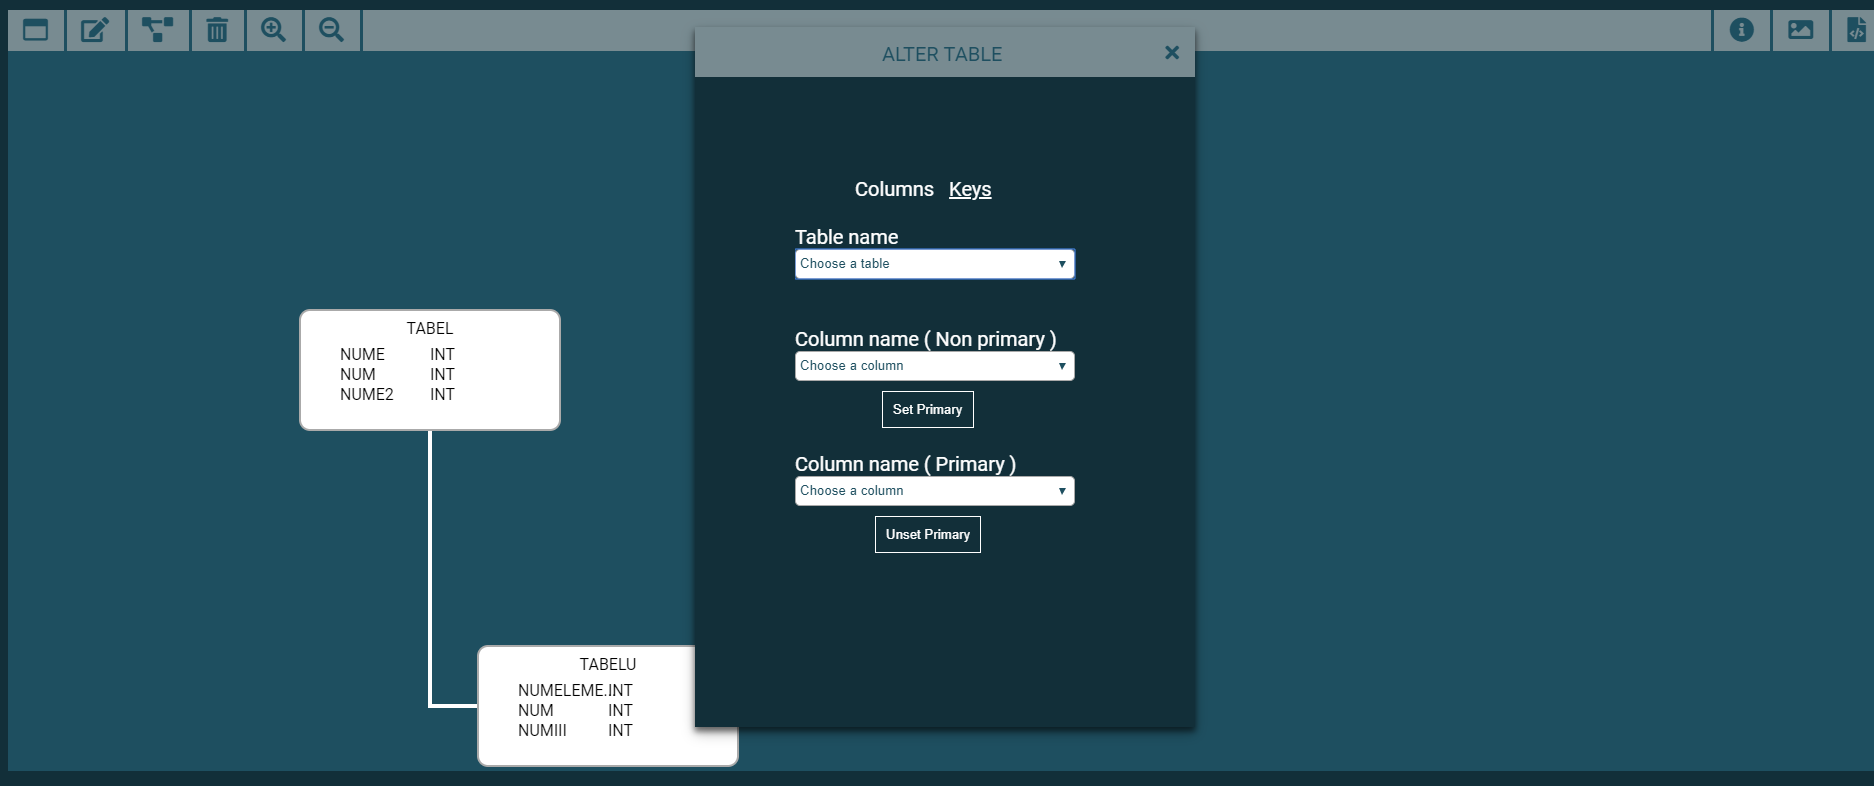 ALTER TABLE
Columns Keys
Table name
Choose a table
Column name ( Non primary )
Choose a column
Set Primary
Column name ( Primary )
Choose a column
Unset Primary
TABEL
NUME INT
NUM INT
NUME2 INT
TABELU
NUMELEME.. INT
NUM INT
NUMIII INT